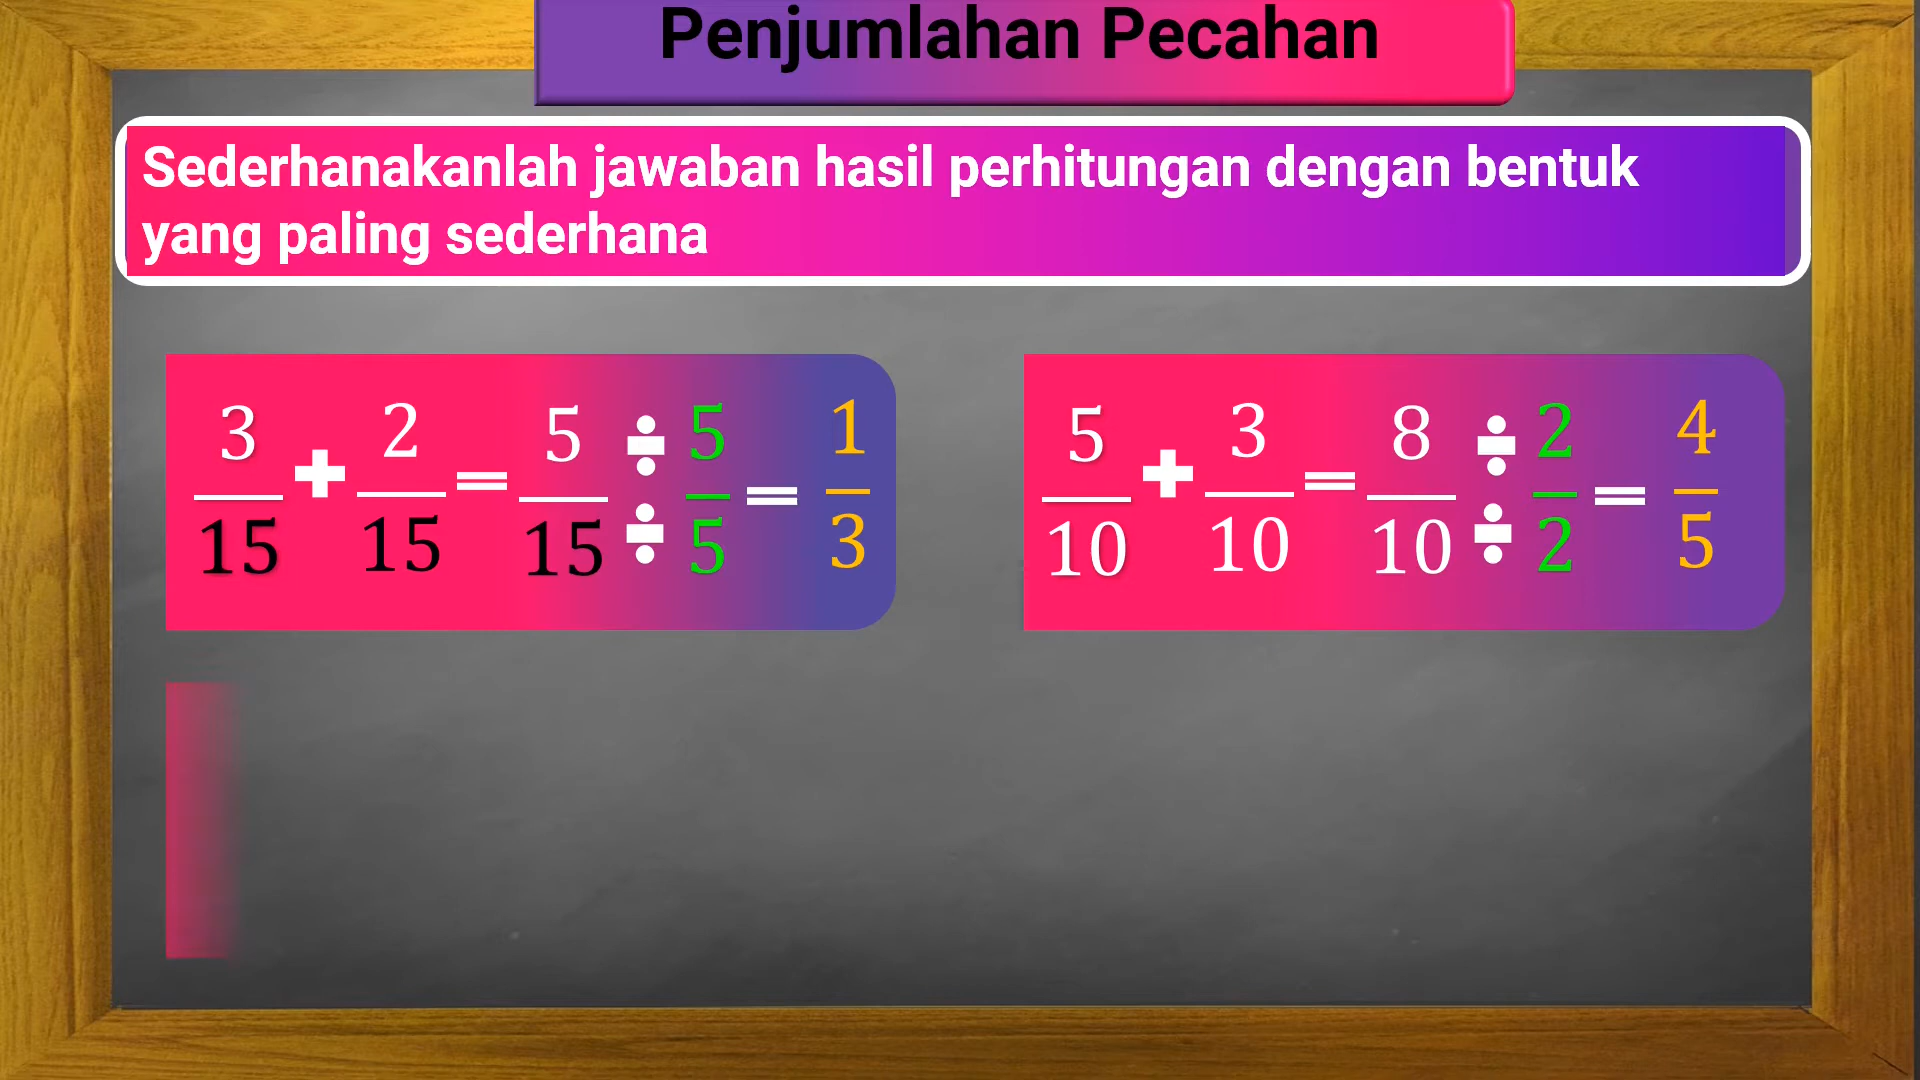 Penjumlahan Pecahan
Sederhanakanlah jawaban hasil perhitungan dengan bentuk
yang paling sederhana
3/15 + 2/15 = 5/15 ÷ 5/5 = 1/3
5/10 + 3/10 = 8/10 ÷ 2/2 = 4/5